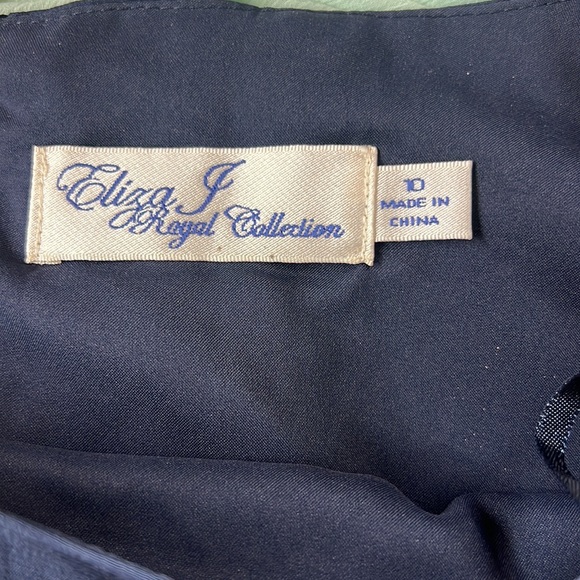 Eliza J
Royal Collection
10
MADE IN
CHINA